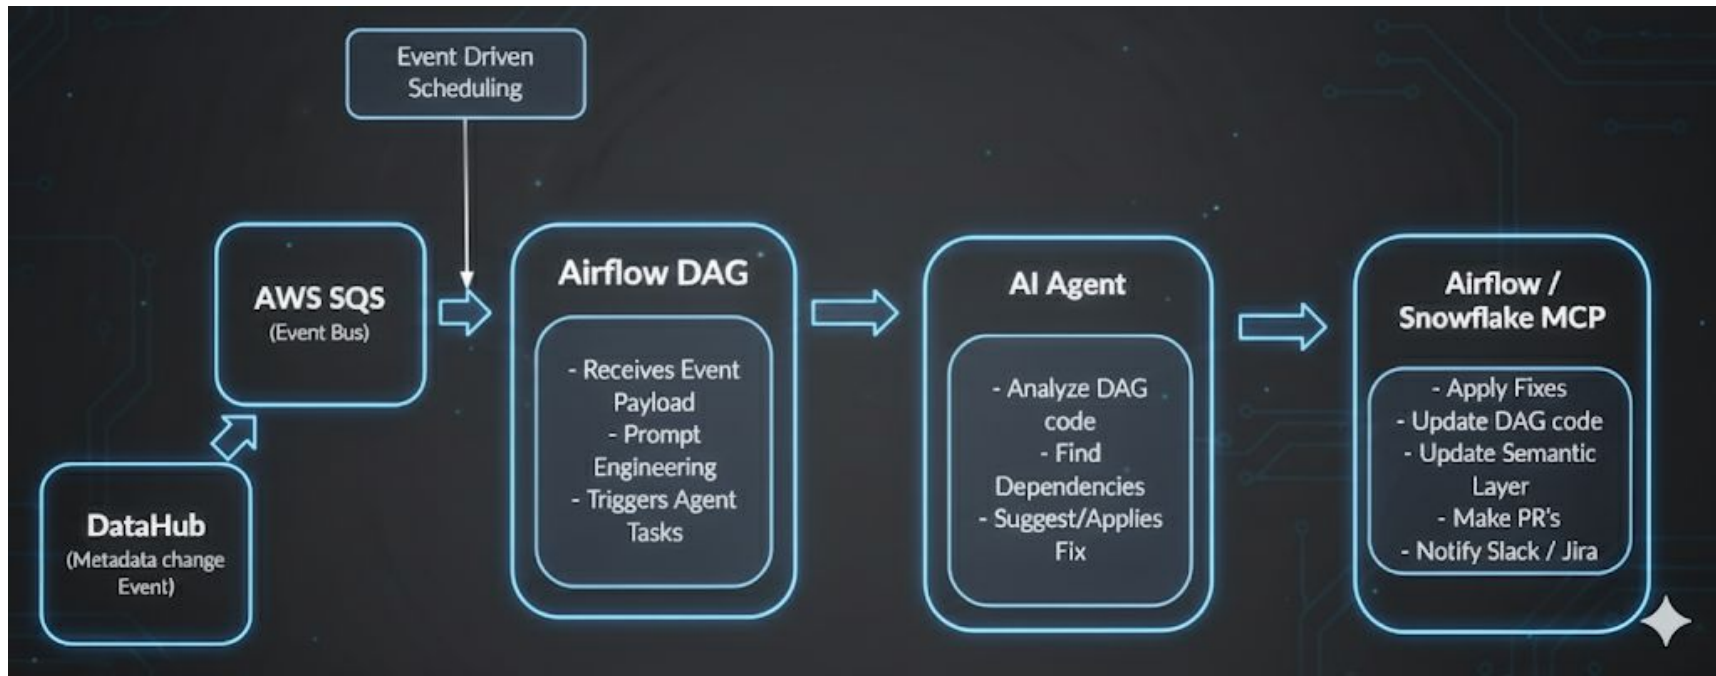 Event Driven
Scheduling
DataHub
(Metadata change
Event)
AWS SQS
(Event Bus)
Airflow DAG
- Receives Event
Payload
- Prompt
Engineering
- Triggers Agent
Tasks
AI Agent
- Analyze DAG
code
- Find
Dependencies
- Suggest/Applies
Fix
Airflow /
Snowflake MCP
- Apply Fixes
- Update DAG code
- Update Semantic
Layer
- Make PR's
- Notify Slack / Jira